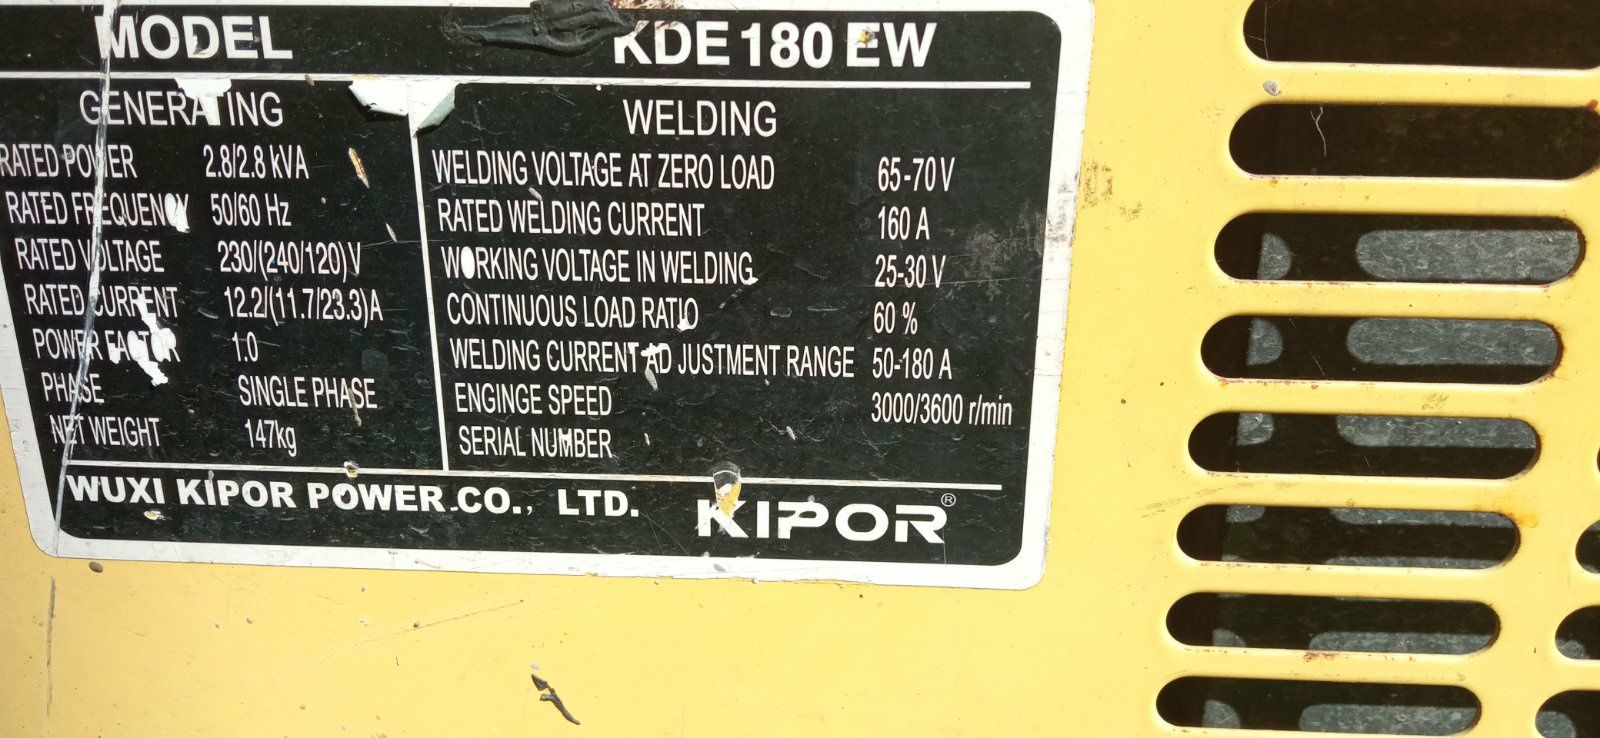 MODEL KDE 180 EW
GENERATING
RATED POWER 2.8/2.8 kVA
RATED FREQUENCY 50/60 Hz
RATED VOLTAGE 230/(240/120)V
RATED CURRENT 12.2/(11.7/23.3)A
POWER FACTOR 1.0
PHASE SINGLE PHASE
NET WEIGHT 147kg
WELDING
WELDING VOLTAGE AT ZERO LOAD 65-70 V
RATED WELDING CURRENT 160 A
WORKING VOLTAGE IN WELDING 25-30 V
CONTINUOUS LOAD RATIO 60 %
WELDING CURRENT AD JUSTMENT RANGE 50-180 A
ENGINGE SPEED 3000/3600 r/min
SERIAL NUMBER
WUXI KIPOR POWER CO., LTD. KIPOR®